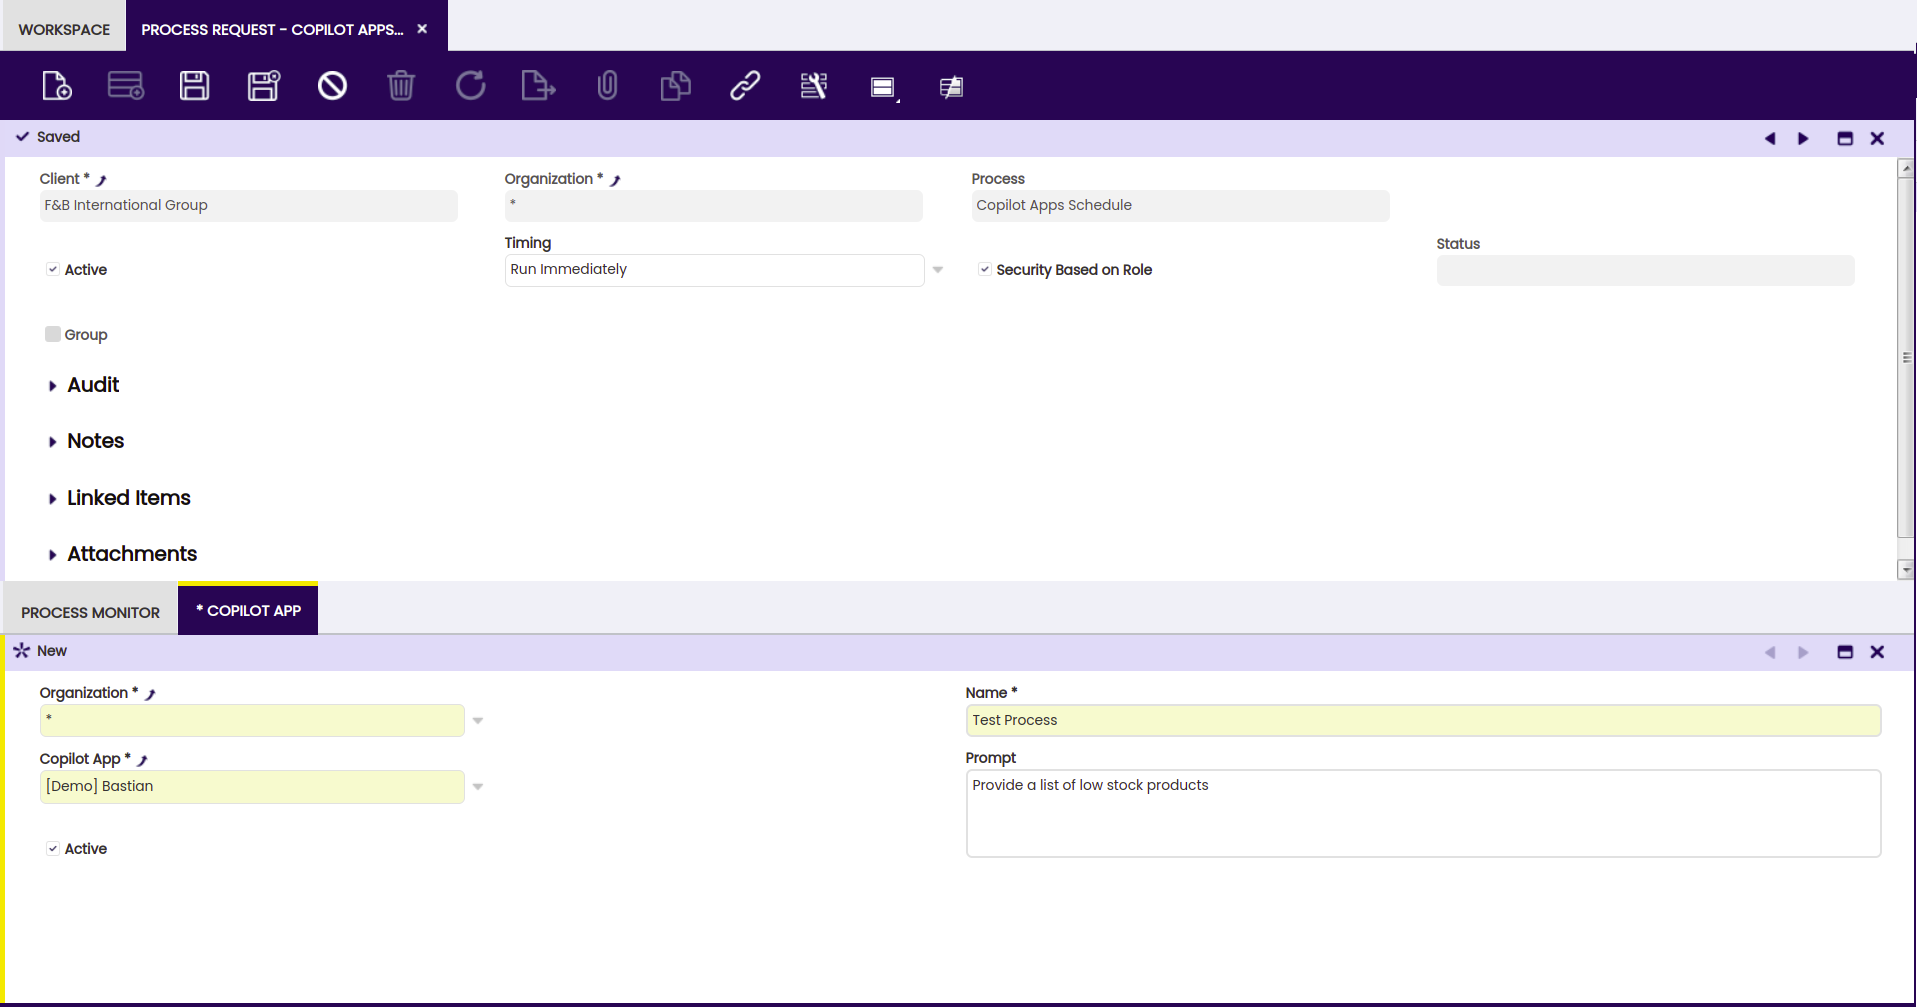 WORKSPACE
PROCESS REQUEST - COPILOT APPS...
Saved
Client *
Organization *
Process
F&B International Group
*
Copilot Apps Schedule
Timing
Status
Active
Run Immediately
Security Based on Role
Group
Audit
Notes
Linked Items
Attachments
PROCESS MONITOR
* COPILOT APP
New
Organization *
Name *
*
Test Process
Copilot App *
Prompt
[Demo] Bastian
Provide a list of low stock products
Active